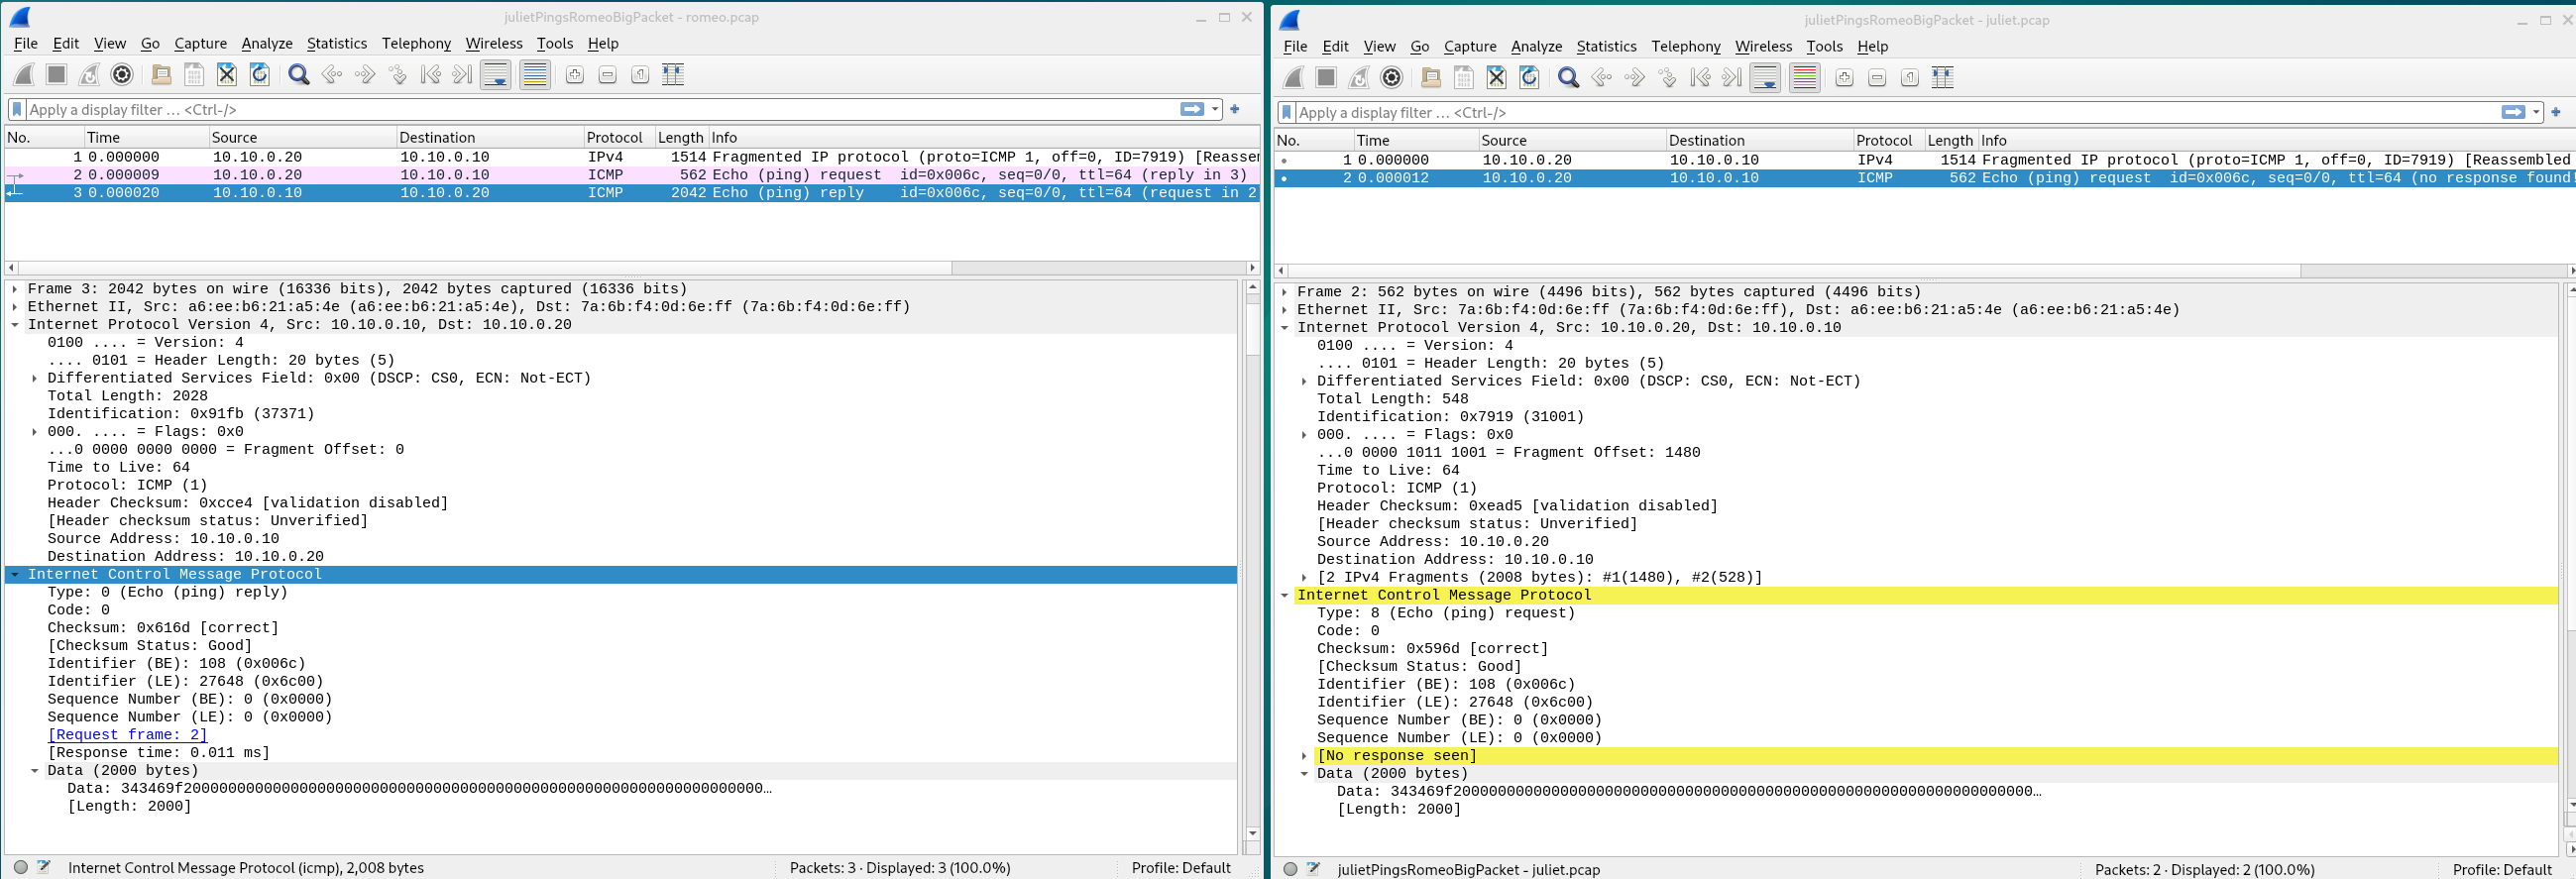 julietPingsRomeoBigPacket - romeo.pcap
File Edit View Go Capture Analyze Statistics Telephony Wireless Tools Help
Apply a display filter … <Ctrl-/>
No. Time Source Destination Protocol Length Info
1 0.000000 10.10.0.20 10.10.0.10 IPv4 1514 Fragmented IP protocol (proto=ICMP 1, off=0, ID=7919) [Reasser
2 0.000009 10.10.0.20 10.10.0.10 ICMP 562 Echo (ping) request id=0x006c, seq=0/0, ttl=64 (reply in 3)
3 0.000020 10.10.0.10 10.10.0.20 ICMP 2042 Echo (ping) reply id=0x006c, seq=0/0, ttl=64 (request in 2
Frame 3: 2042 bytes on wire (16336 bits), 2042 bytes captured (16336 bits)
Ethernet II, Src: a6:ee:b6:21:a5:4e (a6:ee:b6:21:a5:4e), Dst: 7a:6b:f4:0d:6e:ff (7a:6b:f4:0d:6e:ff)
Internet Protocol Version 4, Src: 10.10.0.10, Dst: 10.10.0.20
0100 .... = Version: 4
.... 0101 = Header Length: 20 bytes (5)
Differentiated Services Field: 0x00 (DSCP: CS0, ECN: Not-ECT)
Total Length: 2028
Identification: 0x91fb (37371)
000. .... = Flags: 0x0
...0 0000 0000 0000 = Fragment Offset: 0
Time to Live: 64
Protocol: ICMP (1)
Header Checksum: 0xcce4 [validation disabled]
[Header checksum status: Unverified]
Source Address: 10.10.0.10
Destination Address: 10.10.0.20
Internet Control Message Protocol
Type: 0 (Echo (ping) reply)
Code: 0
Checksum: 0x616d [correct]
[Checksum Status: Good]
Identifier (BE): 108 (0x006c)
Identifier (LE): 27648 (0x6c00)
Sequence Number (BE): 0 (0x0000)
Sequence Number (LE): 0 (0x0000)
[Request frame: 2]
[Response time: 0.011 ms]
Data (2000 bytes)
Data: 343469f2000000000000000000000000000000000000000000000000000000000000000…
[Length: 2000]
Internet Control Message Protocol (icmp), 2,008 bytes
Packets: 3 · Displayed: 3 (100.0%)
Profile: Default
julietPingsRomeoBigPacket - juliet.pcap
File Edit View Go Capture Analyze Statistics Telephony Wireless Tools Help
Apply a display filter … <Ctrl-/>
No. Time Source Destination Protocol Length Info
1 0.000000 10.10.0.20 10.10.0.10 IPv4 1514 Fragmented IP protocol (proto=ICMP 1, off=0, ID=7919) [Reassembled
2 0.000012 10.10.0.20 10.10.0.10 ICMP 562 Echo (ping) request id=0x006c, seq=0/0, ttl=64 (no response found!
Frame 2: 562 bytes on wire (4496 bits), 562 bytes captured (4496 bits)
Ethernet II, Src: 7a:6b:f4:0d:6e:ff (7a:6b:f4:0d:6e:ff), Dst: a6:ee:b6:21:a5:4e (a6:ee:b6:21:a5:4e)
Internet Protocol Version 4, Src: 10.10.0.20, Dst: 10.10.0.10
0100 .... = Version: 4
.... 0101 = Header Length: 20 bytes (5)
Differentiated Services Field: 0x00 (DSCP: CS0, ECN: Not-ECT)
Total Length: 548
Identification: 0x7919 (31001)
000. .... = Flags: 0x0
...0 0000 1011 1001 = Fragment Offset: 1480
Time to Live: 64
Protocol: ICMP (1)
Header Checksum: 0xead5 [validation disabled]
[Header checksum status: Unverified]
Source Address: 10.10.0.20
Destination Address: 10.10.0.10
[2 IPv4 Fragments (2008 bytes): #1(1480), #2(528)]
Internet Control Message Protocol
Type: 8 (Echo (ping) request)
Code: 0
Checksum: 0x596d [correct]
[Checksum Status: Good]
Identifier (BE): 108 (0x006c)
Identifier (LE): 27648 (0x6c00)
Sequence Number (BE): 0 (0x0000)
Sequence Number (LE): 0 (0x0000)
[No response seen]
Data (2000 bytes)
Data: 343469f2000000000000000000000000000000000000000000000000000000000000000…
[Length: 2000]
julietPingsRomeoBigPacket - juliet.pcap
Packets: 2 · Displayed: 2 (100.0%)
Profile: Default